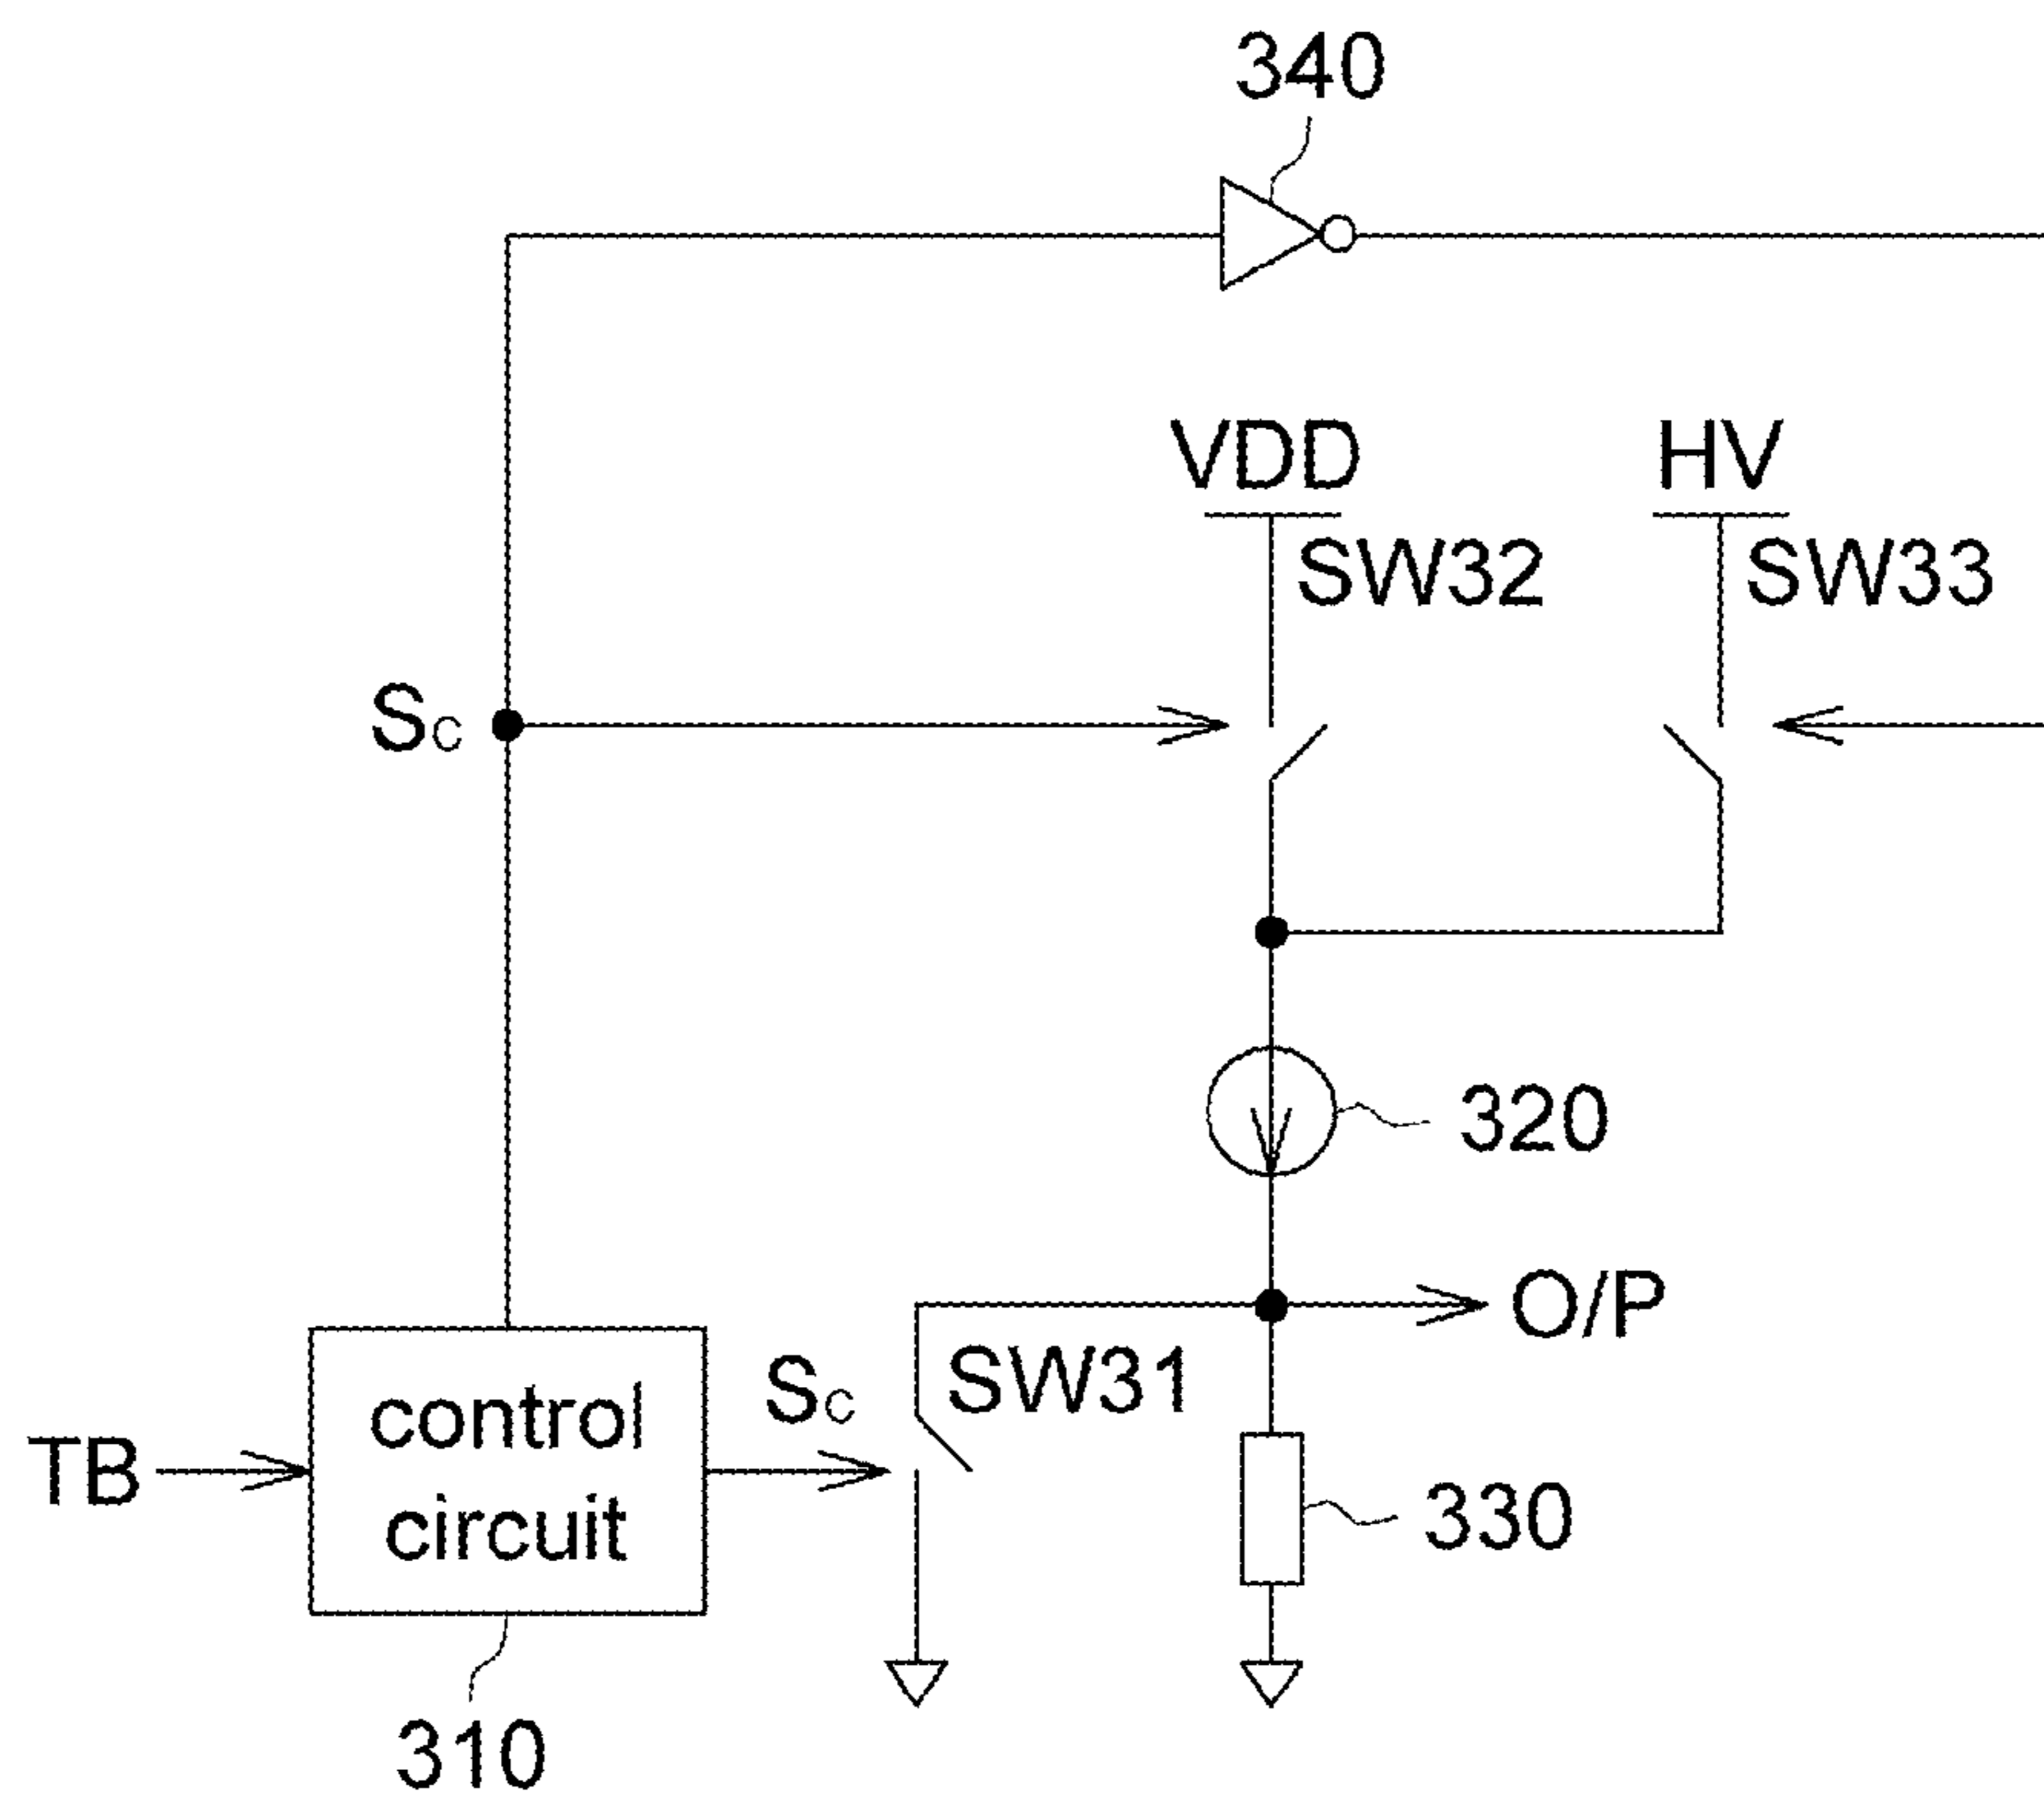 340
VDD
HV
SW32
SW33
SC
320
O/P
SW31
SC
control
circuit
TB
330
310